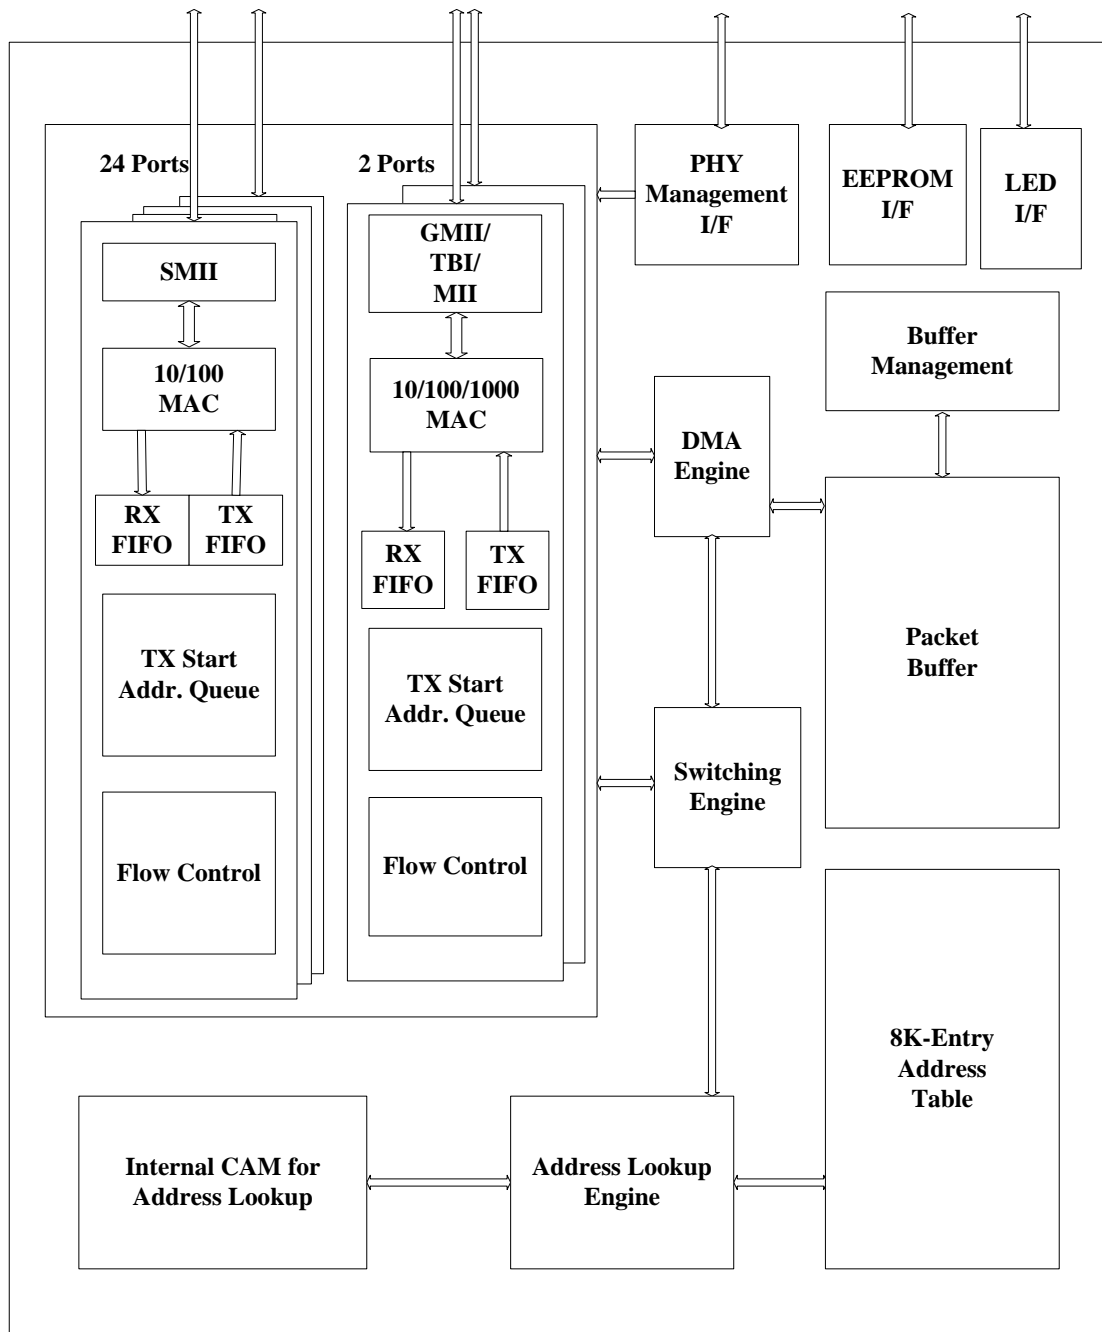 24 Ports
SMII
10/100
MAC
RX
FIFO
TX
FIFO
TX Start
Addr. Queue
Flow Control
2 Ports
GMII/
TBI/
MII
10/100/1000
MAC
RX
FIFO
TX
FIFO
TX Start
Addr. Queue
Flow Control
PHY
Management
I/F
EEPROM
I/F
LED
I/F
Buffer
Management
DMA
Engine
Packet
Buffer
Switching
Engine
8K-Entry
Address
Table
Internal CAM for
Address Lookup
Address Lookup
Engine